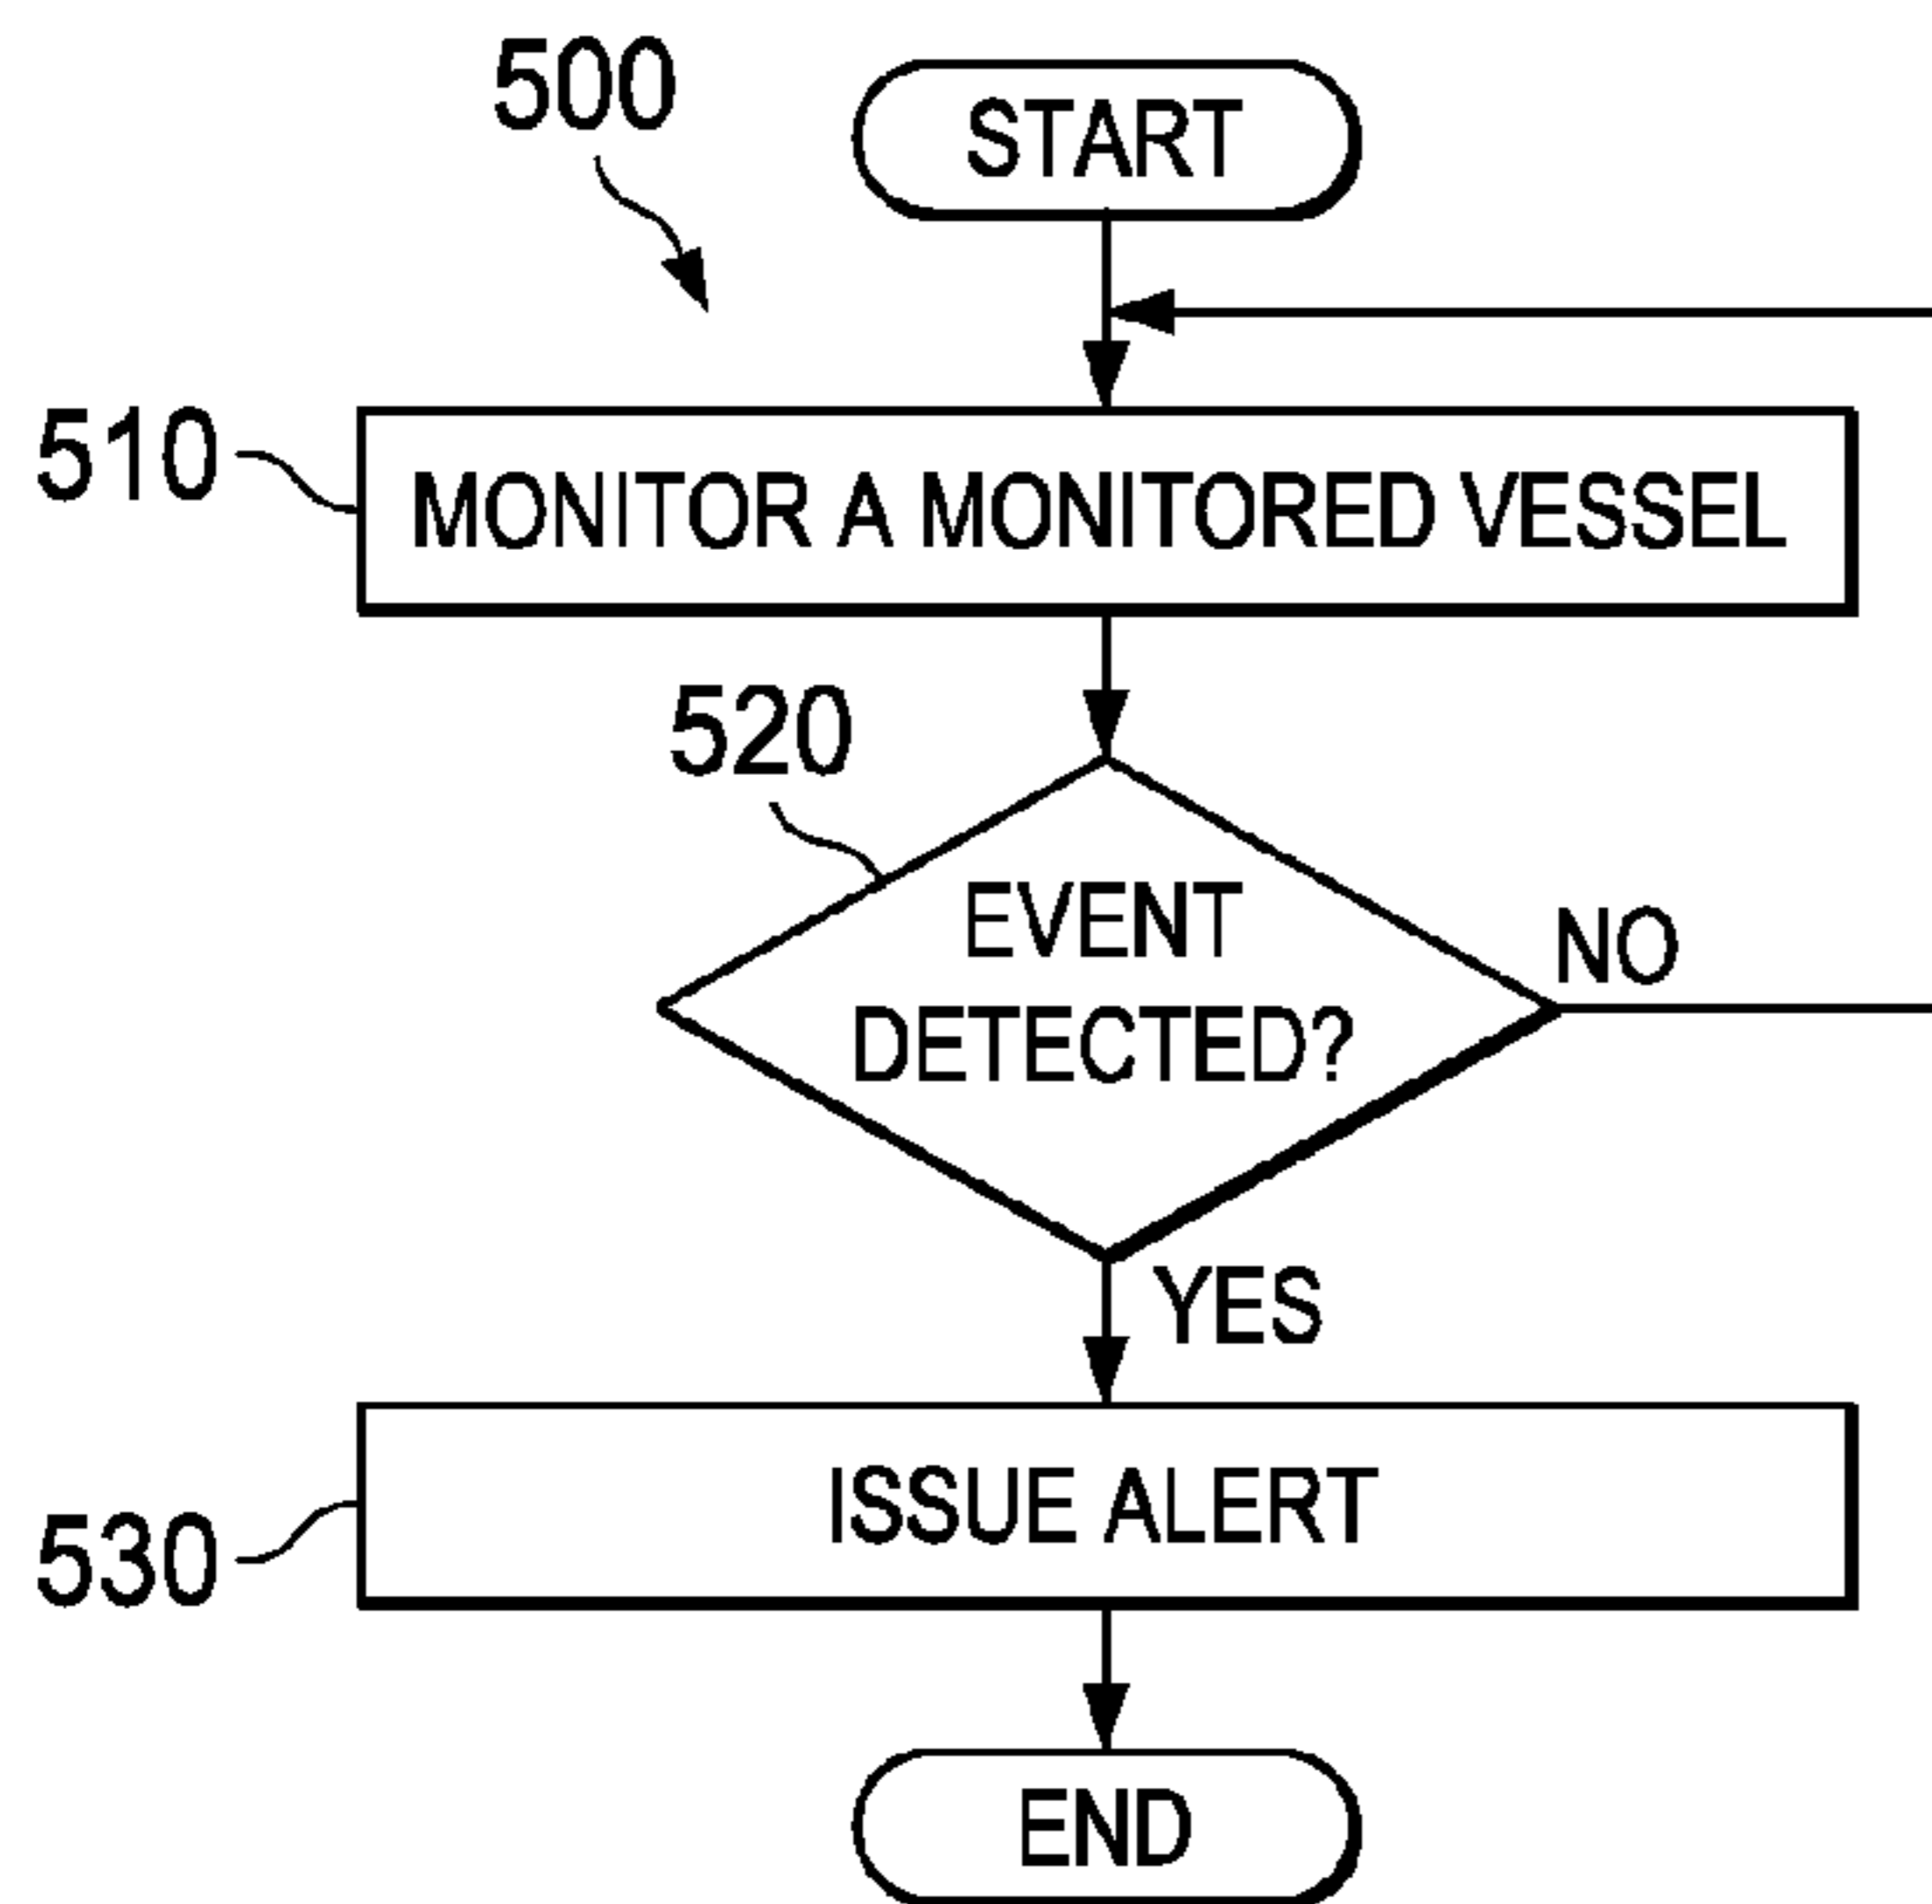 500
START
510
MONITOR A MONITORED VESSEL
520
EVENT
DETECTED?
NO
YES
ISSUE ALERT
530
END